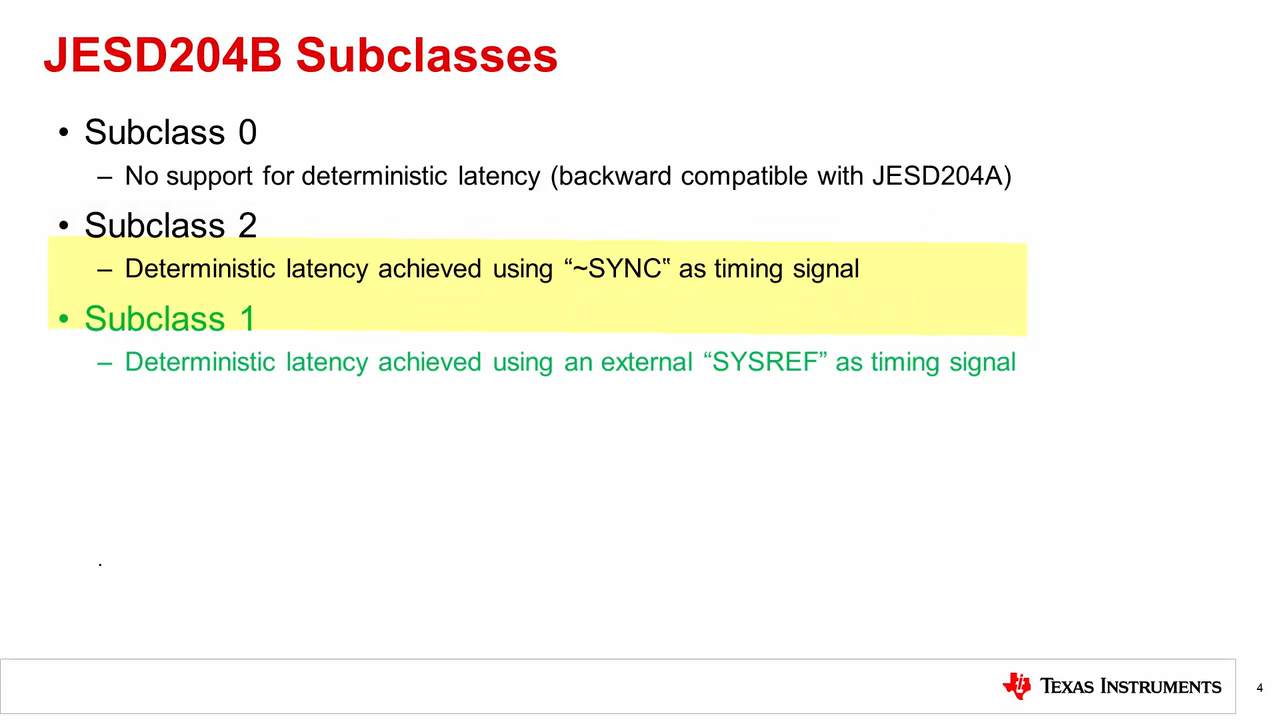 JESD204B Subclasses
• Subclass 0
– No support for deterministic latency (backward compatible with JESD204A)
• Subclass 2
– Deterministic latency achieved using “~SYNC‟ as timing signal
• Subclass 1
– Deterministic latency achieved using an external “SYSREF” as timing signal
.
TEXAS INSTRUMENTS
4